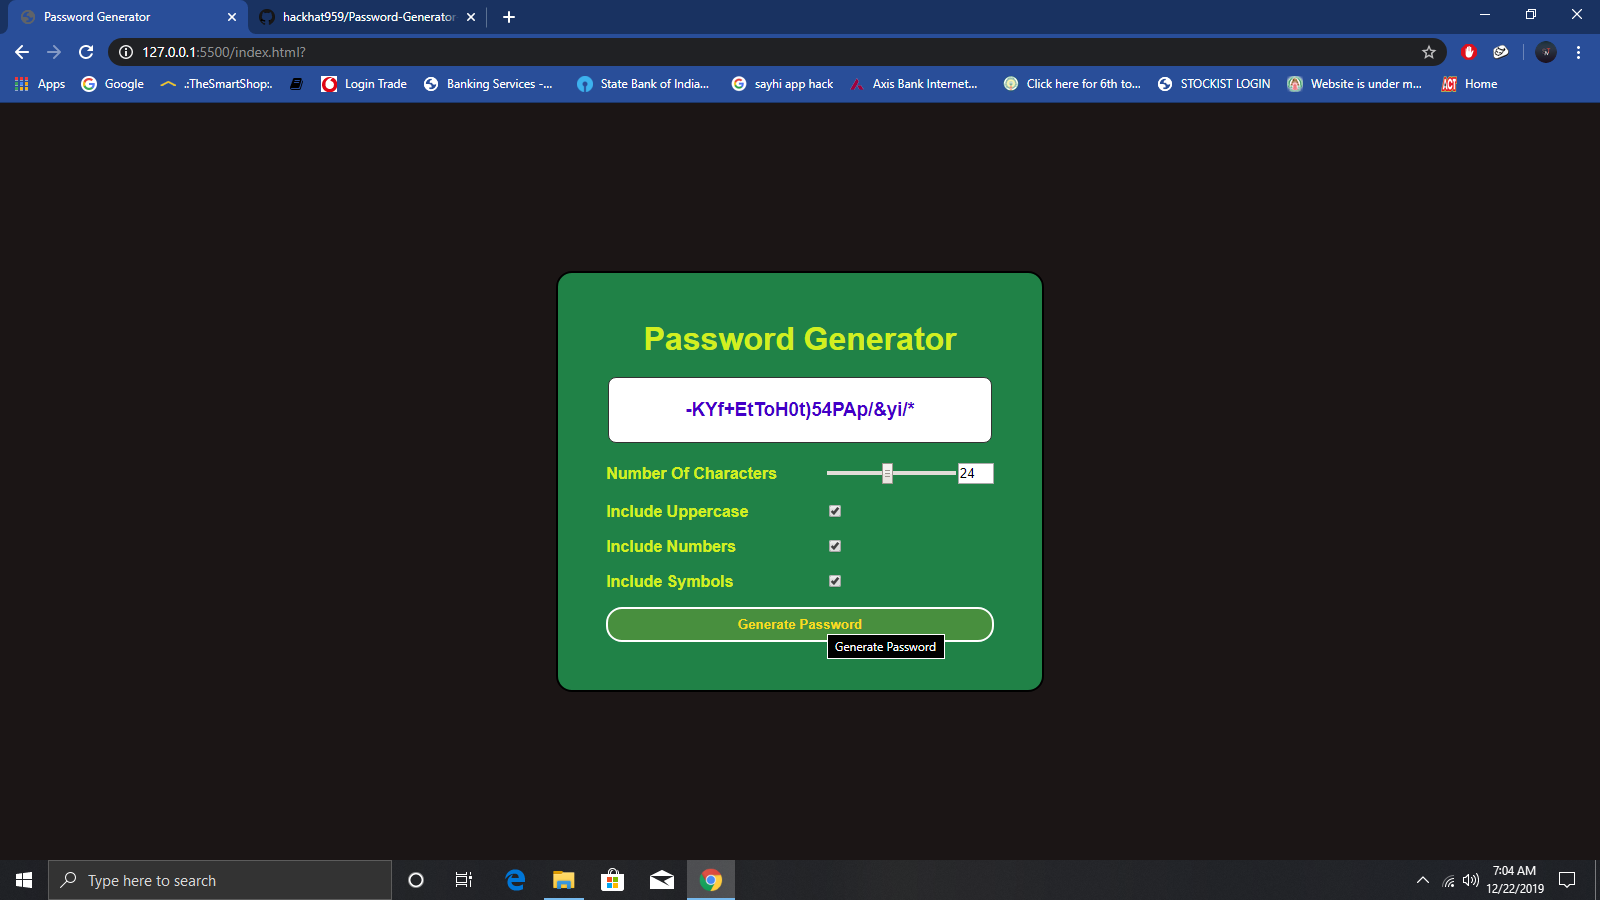 Password Generator
hackhat959/Password-Generator
127.0.0.1:5500/index.html?
Apps
Google
.:TheSmartShop:.
Login Trade
Banking Services -...
State Bank of India...
sayhi app hack
Axis Bank Internet...
Click here for 6th to...
STOCKIST LOGIN
Website is under m...
ACT
Home
Password Generator
-KYf+EtToH0t)54PAp/&yi/*
Number Of Characters
24
Include Uppercase
Include Numbers
Include Symbols
Generate Password
Generate Password
Type here to search
7:04 AM
12/22/2019